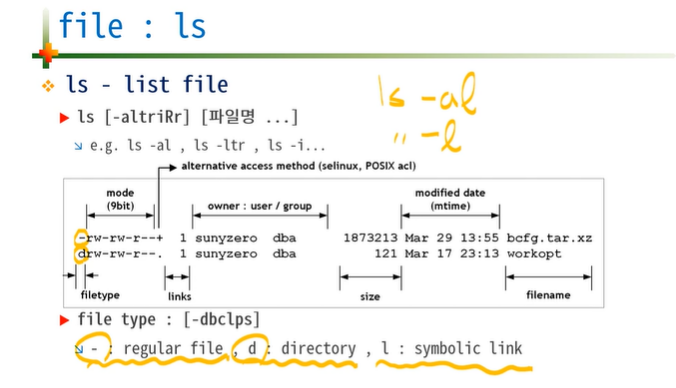 file : ls
ls - list file
ls [-altriRr] [파일명 ...]
e.g. ls -al , ls -ltr , ls -i...
ls -al
" -l
alternative access method (selinux, POSIX acl)
mode
(9bit)
owner : user / group
modified date
(mtime)
-rw-rw-r--+ 1 sunyzero dba 1873213 Mar 29 13:55 bcfg.tar.xz
drw-rw-r--. 1 sunyzero dba 121 Mar 17 23:13 workopt
filetype
links
size
filename
file type : [-dbclps]
- : regular file, d : directory , l : symbolic link